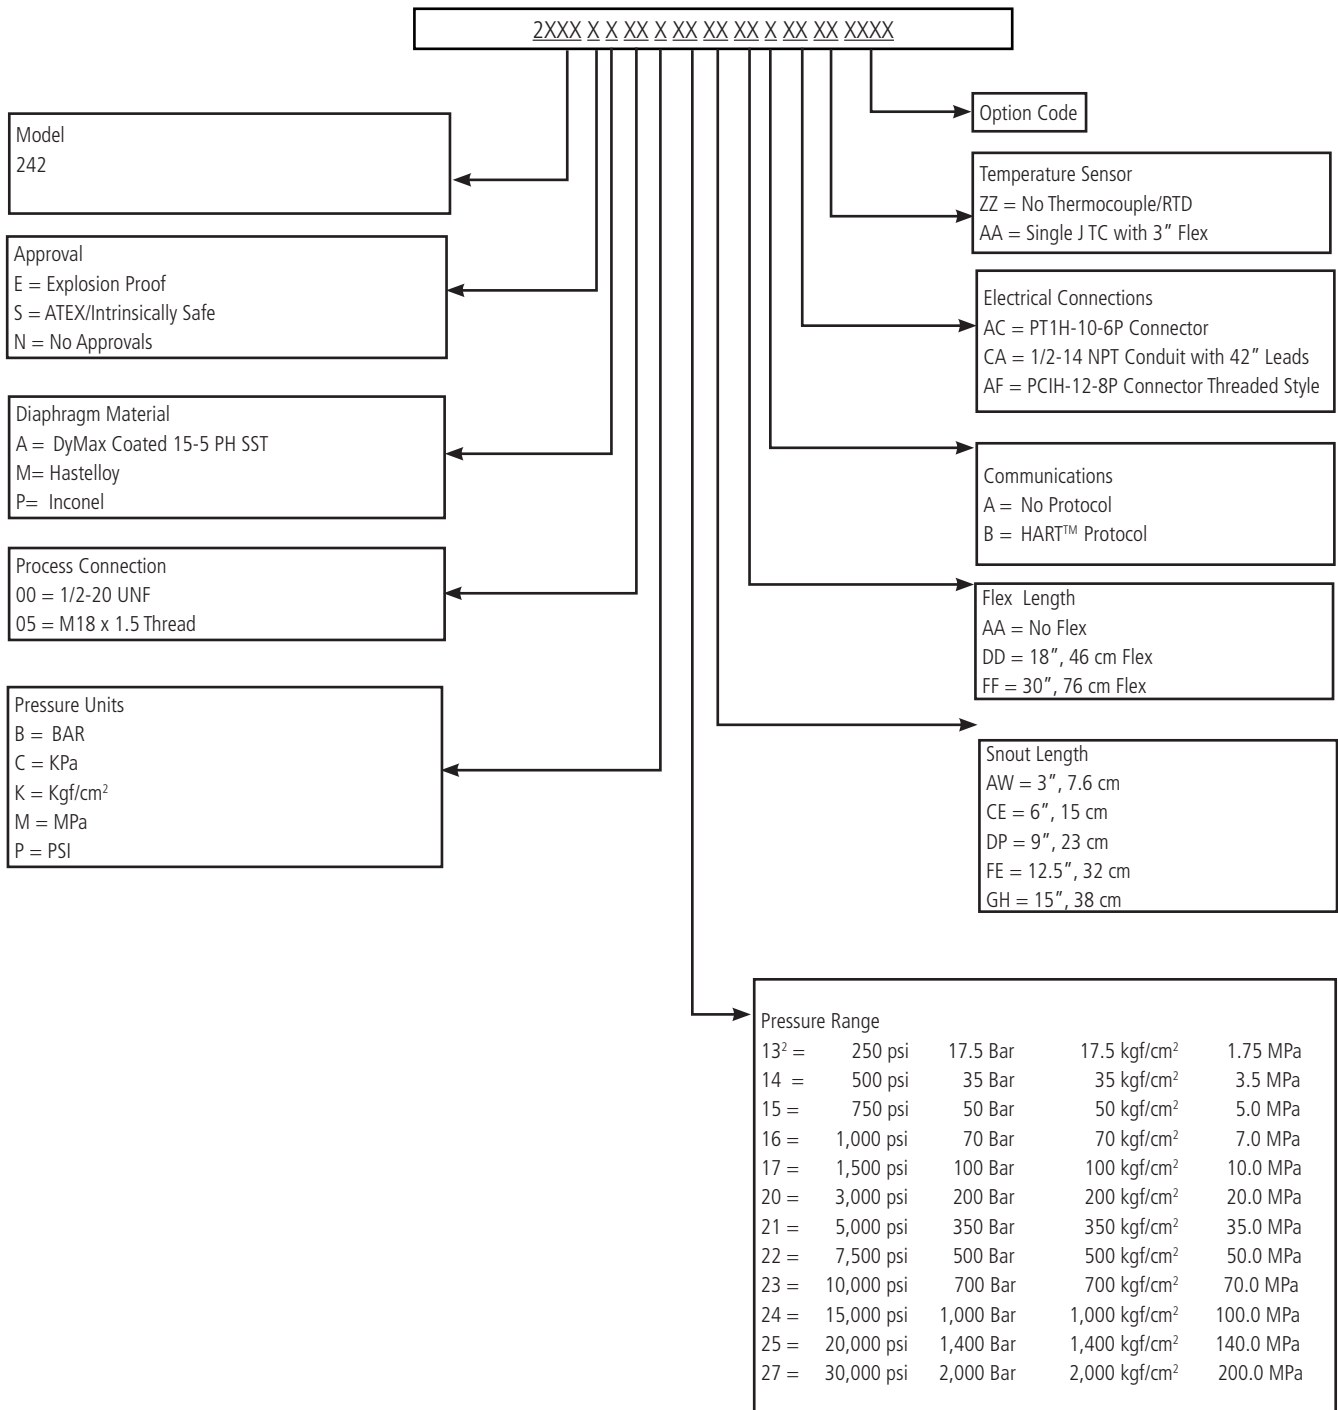 2XXX X X XX X XX XX XX X XX XX XXXX
Model
242
Approval
E = Explosion Proof
S = ATEX/Intrinsically Safe
N = No Approvals
Diaphragm Material
A = DyMax Coated 15-5 PH SST
M= Hastelloy
P= Inconel
Process Connection
00 = 1/2-20 UNF
05 = M18 x 1.5 Thread
Pressure Units
B = BAR
C = KPa
K = Kgf/cm²
M = MPa
P = PSI
Option Code
Temperature Sensor
ZZ = No Thermocouple/RTD
AA = Single J TC with 3" Flex
Electrical Connections
AC = PT1H-10-6P Connector
CA = 1/2-14 NPT Conduit with 42" Leads
AF = PCIH-12-8P Connector Threaded Style
Communications
A = No Protocol
B = HART™ Protocol
Flex Length
AA = No Flex
DD = 18", 46 cm Flex
FF = 30", 76 cm Flex
Snout Length
AW = 3", 7.6 cm
CE = 6", 15 cm
DP = 9", 23 cm
FE = 12.5", 32 cm
GH = 15", 38 cm
Pressure Range
13² = 250 psi 17.5 Bar 17.5 kgf/cm² 1.75 MPa
14 = 500 psi 35 Bar 35 kgf/cm² 3.5 MPa
15 = 750 psi 50 Bar 50 kgf/cm² 5.0 MPa
16 = 1,000 psi 70 Bar 70 kgf/cm² 7.0 MPa
17 = 1,500 psi 100 Bar 100 kgf/cm² 10.0 MPa
20 = 3,000 psi 200 Bar 200 kgf/cm² 20.0 MPa
21 = 5,000 psi 350 Bar 350 kgf/cm² 35.0 MPa
22 = 7,500 psi 500 Bar 500 kgf/cm² 50.0 MPa
23 = 10,000 psi 700 Bar 700 kgf/cm² 70.0 MPa
24 = 15,000 psi 1,000 Bar 1,000 kgf/cm² 100.0 MPa
25 = 20,000 psi 1,400 Bar 1,400 kgf/cm² 140.0 MPa
27 = 30,000 psi 2,000 Bar 2,000 kgf/cm² 200.0 MPa